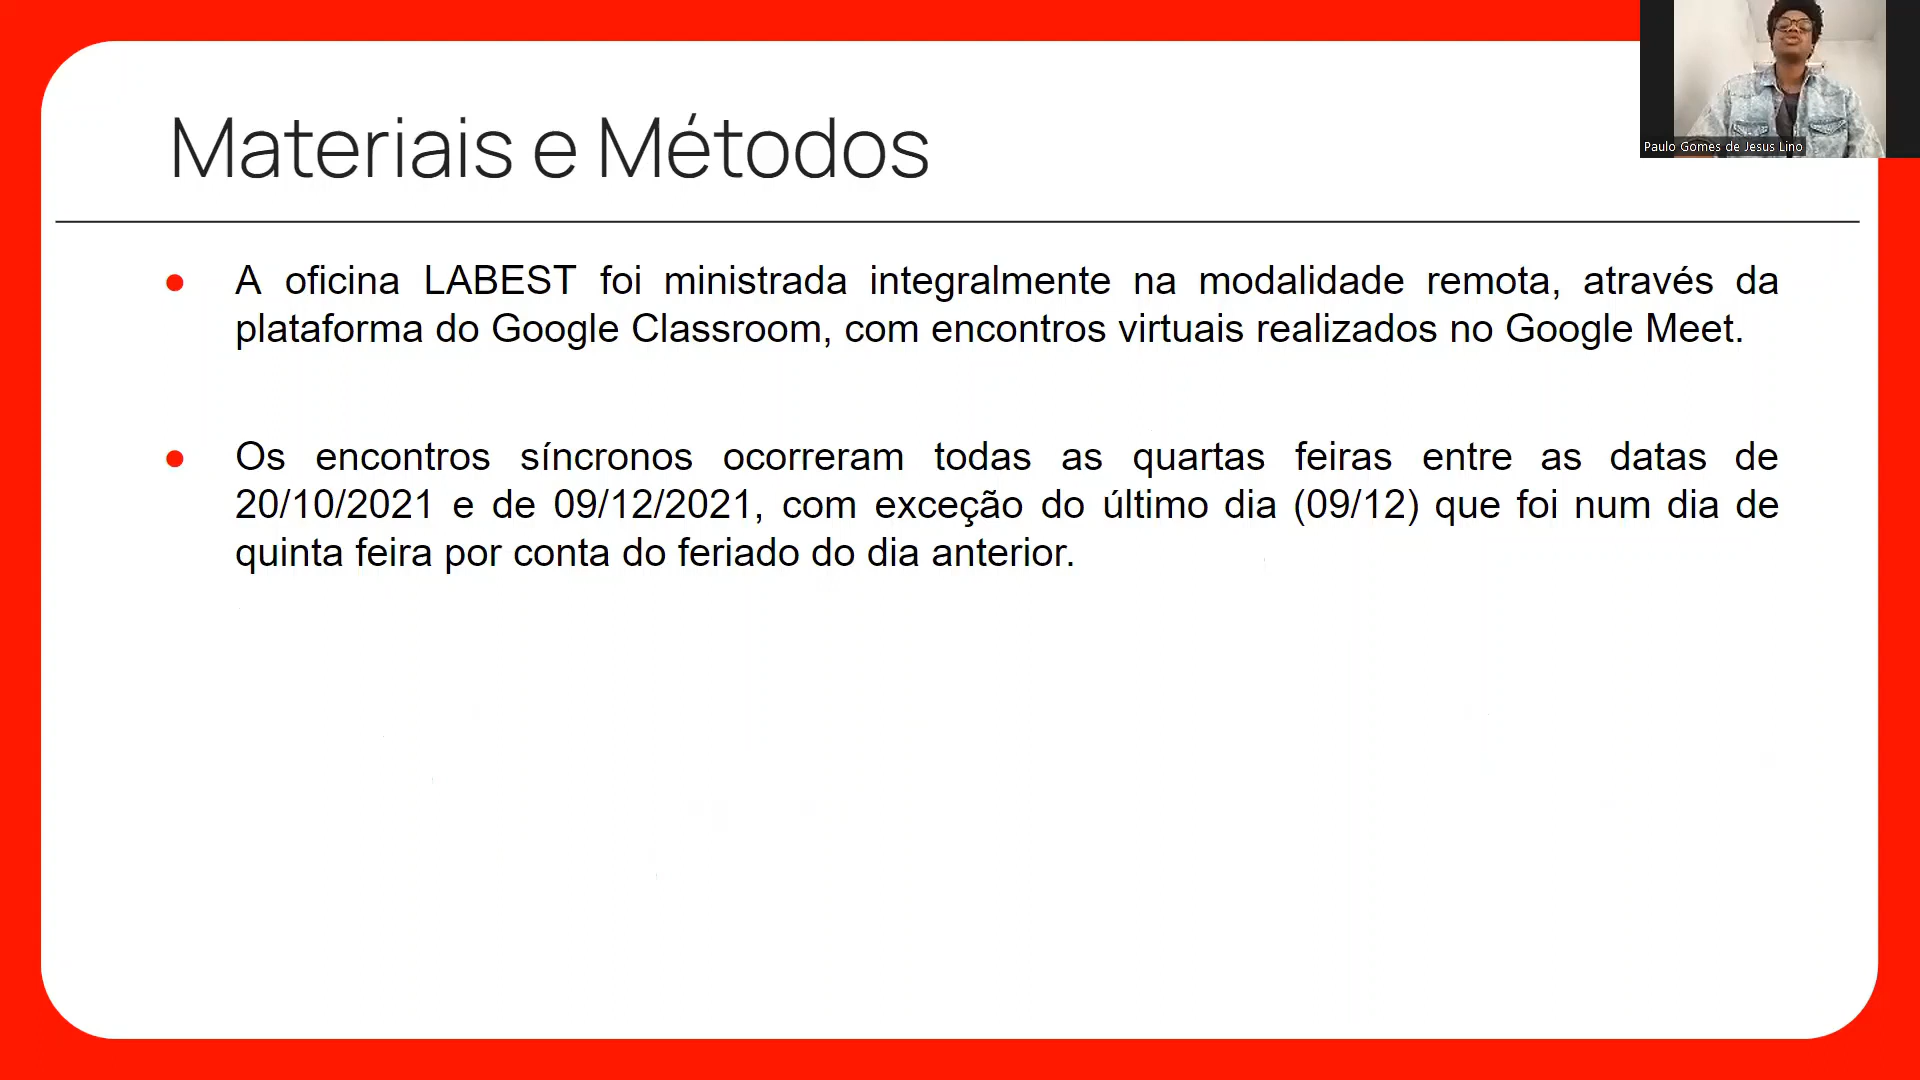 Materiais e Métodos
Paulo Gomes de Jesus Lino
● A oficina LABEST foi ministrada integralmente na modalidade remota, através da
plataforma do Google Classroom, com encontros virtuais realizados no Google Meet.
● Os encontros síncronos ocorreram todas as quartas feiras entre as datas de
20/10/2021 e de 09/12/2021, com exceção do último dia (09/12) que foi num dia de
quinta feira por conta do feriado do dia anterior.